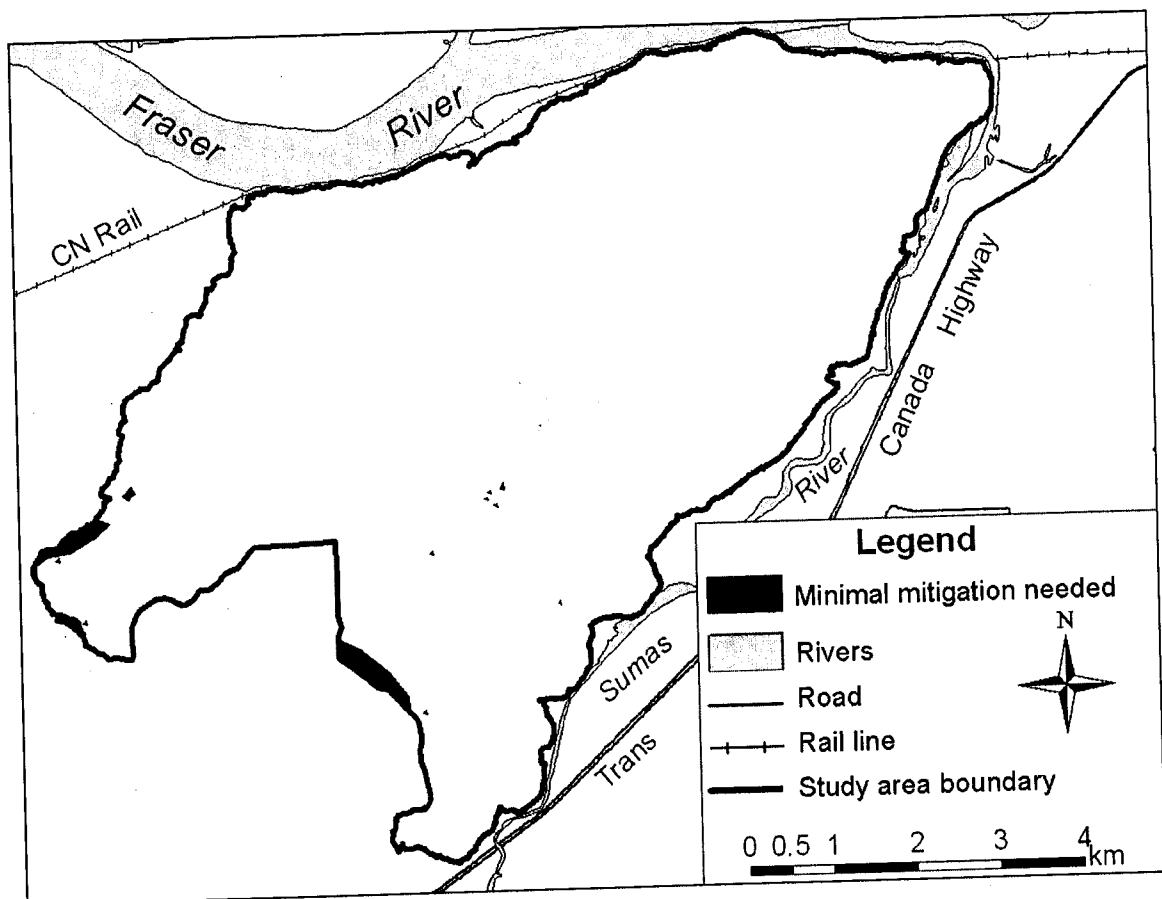 Fraser River
CN Rail
Canada Highway
River
Sumas
Trans
Legend
Minimal mitigation needed
Rivers
Road
Rail line
Study area boundary
N
0 0.5 1 2 3 4
km